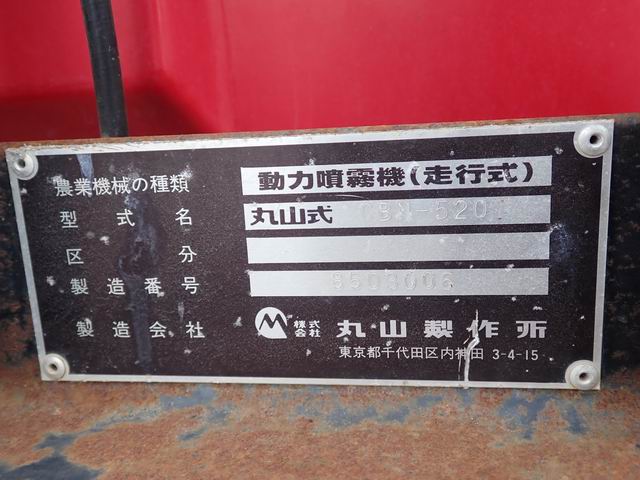 農業機械の種類 動力噴霧機(走行式)
型式名 丸山式 520
区分
製造番号
製造会社 株式会社 丸山製作所
東京都千代田区内神田 3-4-15